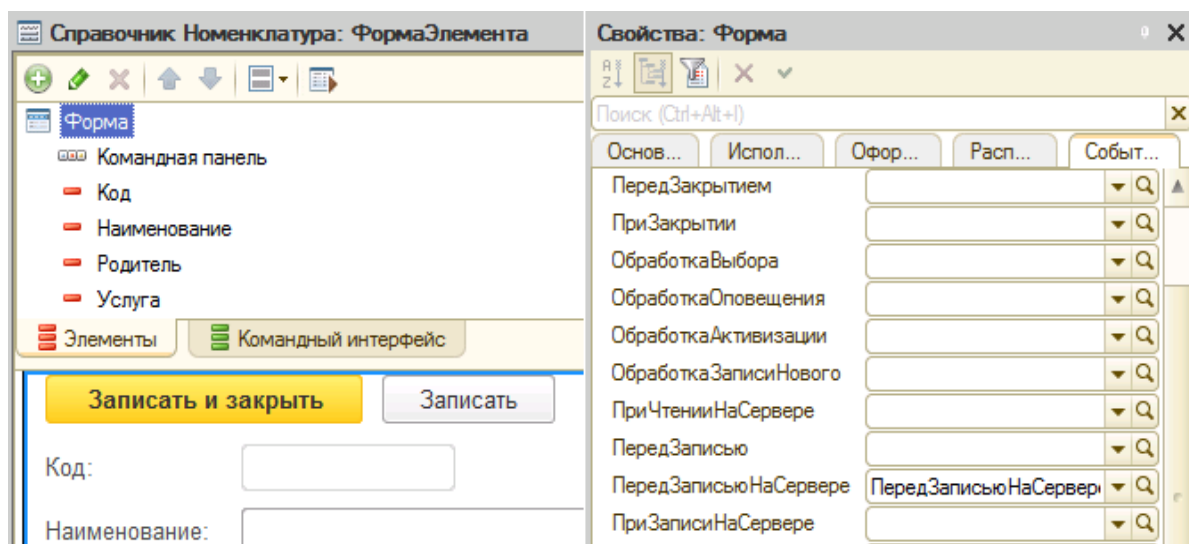 Справочник Номенклатура: ФормаЭлемента
Форма
Командная панель
Код
Наименование
Родитель
Услуга
Элементы
Командный интерфейс
Записать и закрыть
Записать
Код:
Наименование:
Свойства: Форма
Поиск (Ctrl+Alt+I)
Основ... Испол... Офор... Расп... Событ...
ПередЗакрытием
ПриЗакрытии
ОбработкаВыбора
ОбработкаОповещения
ОбработкаАктивизации
ОбработкаЗаписиНового
ПриЧтенииНаСервере
ПередЗаписью
ПередЗаписьюНаСервере ПередЗаписьюНаСервер
ПриЗаписиНаСервере